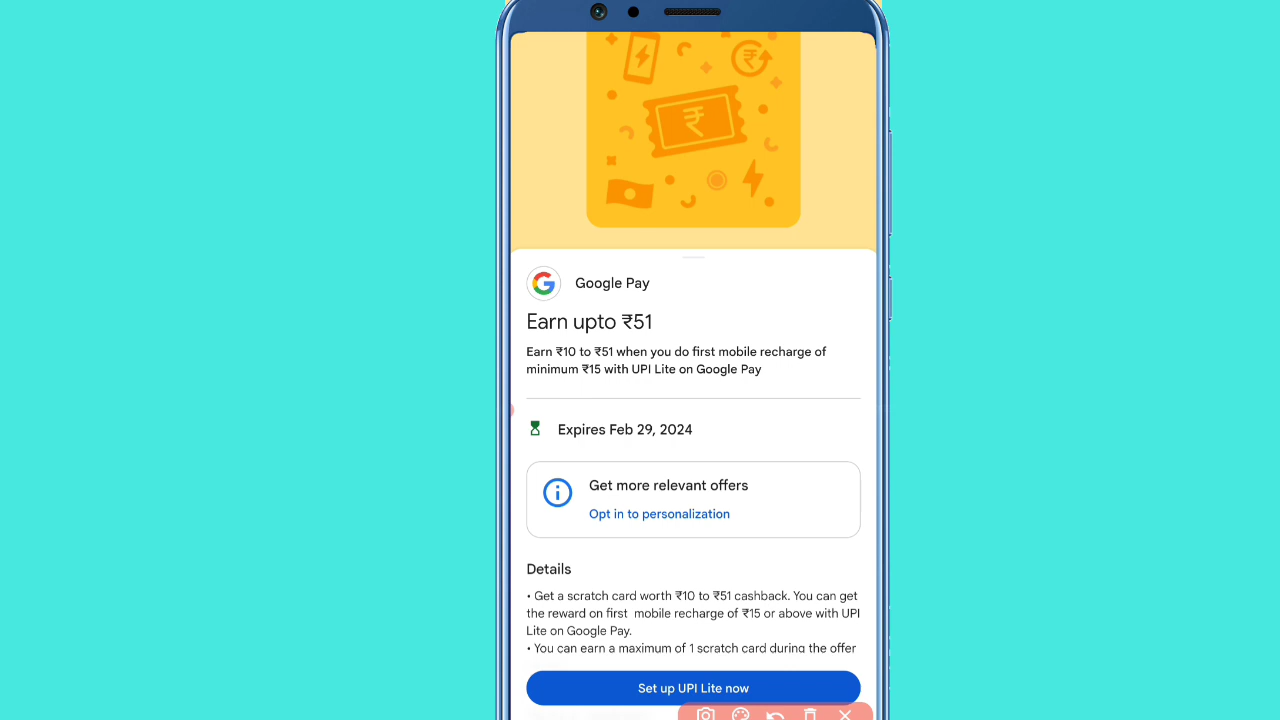 Google Pay
Earn upto ₹51
Earn ₹10 to ₹51 when you do first mobile recharge of
minimum ₹15 with UPI Lite on Google Pay
Expires Feb 29, 2024
Get more relevant offers
Opt in to personalization
Details
• Get a scratch card worth ₹10 to ₹51 cashback. You can get
the reward on first mobile recharge of ₹15 or above with UPI
Lite on Google Pay.
• You can earn a maximum of 1 scratch card during the offer
Set up UPI Lite now